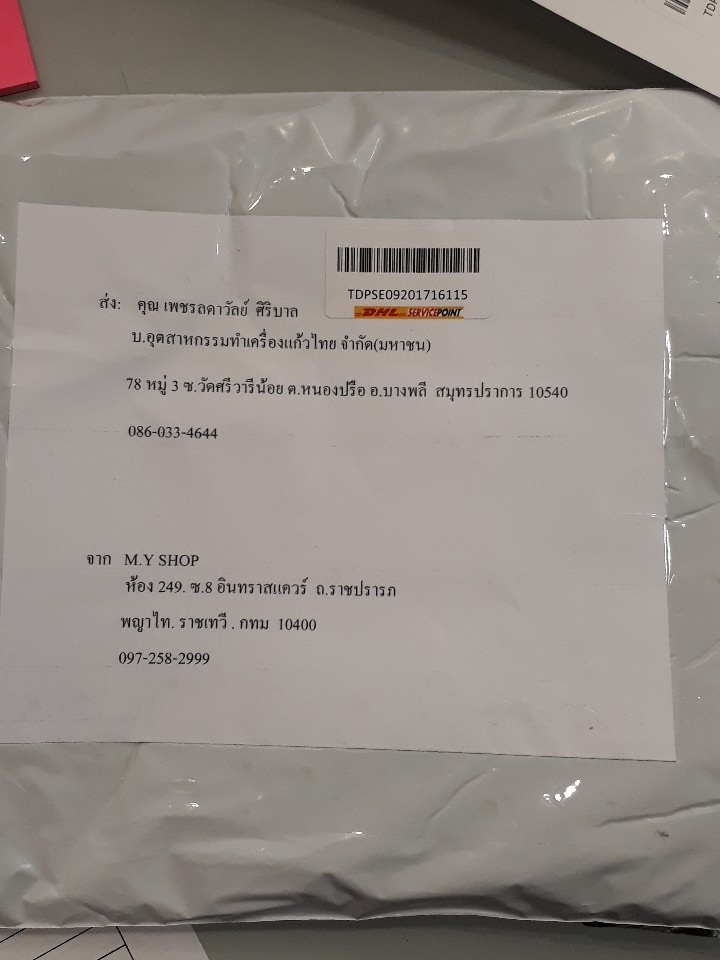 TDPSE09201716115
DHL SERVICEPOINT
ส่ง: คุณ เพชรลดาวัลย์ ศิริบาล
บ.อุตสาหกรรมทำเครื่องแก้วไทย จำกัด(มหาชน)
78 หมู่ 3 ซ.วัดศรีวารีน้อย ต.หนองปรือ อ.บางพลี สมุทรปราการ 10540
086-033-4644
จาก M.Y SHOP
ห้อง 249. ซ.8 อินทราสแควร์ ถ.ราชปรารภ
พญาไท. ราชเทวี . กทม 10400
097-258-2999